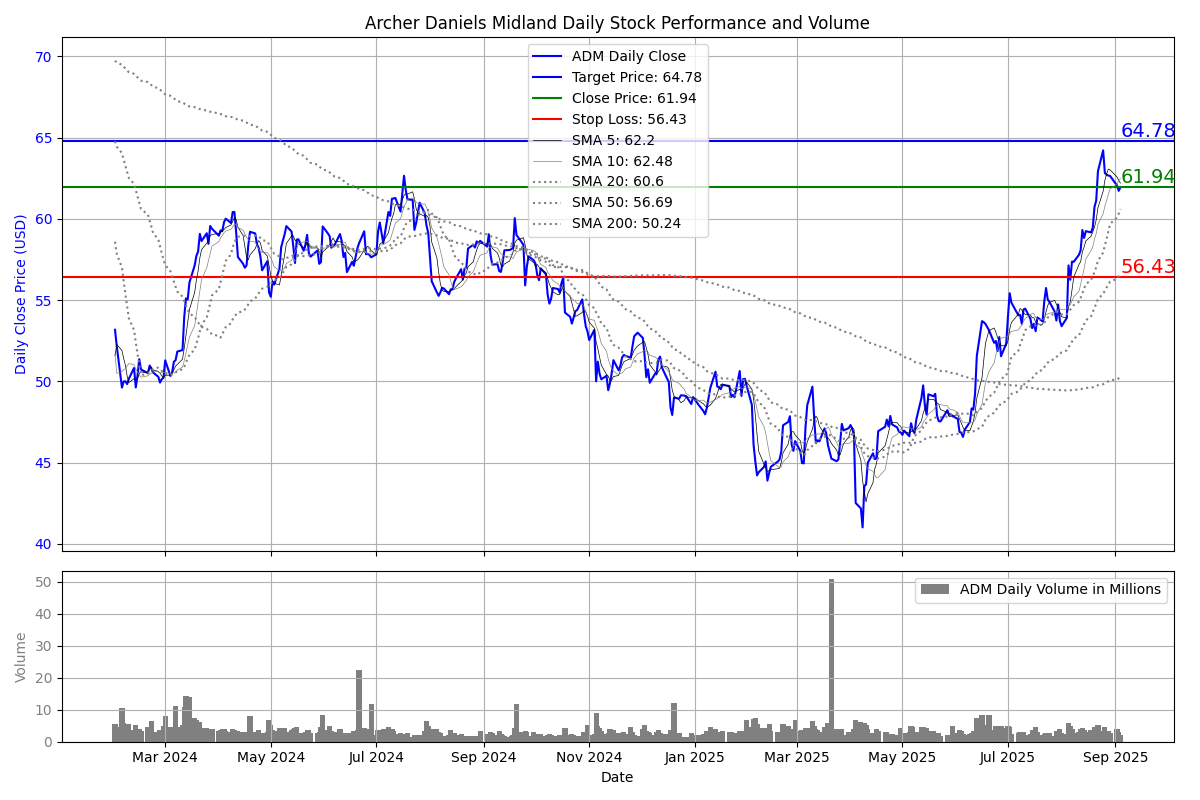 Archer Daniels Midland Daily Stock Performance and Volume
70
65
60
55
50
45
40
Daily Close Price (USD)
ADM Daily Close
Target Price: 64.78
Close Price: 61.94
Stop Loss: 56.43
SMA 5: 62.2
SMA 10: 62.48
SMA 20: 60.6
SMA 50: 56.69
SMA 200: 50.24
64.78
61.94
56.43
50
40
30
20
10
0
Volume
ADM Daily Volume in Millions
Mar 2024 May 2024 Jul 2024 Sep 2024 Nov 2024 Jan 2025 Mar 2025 May 2025 Jul 2025 Sep 2025
Date